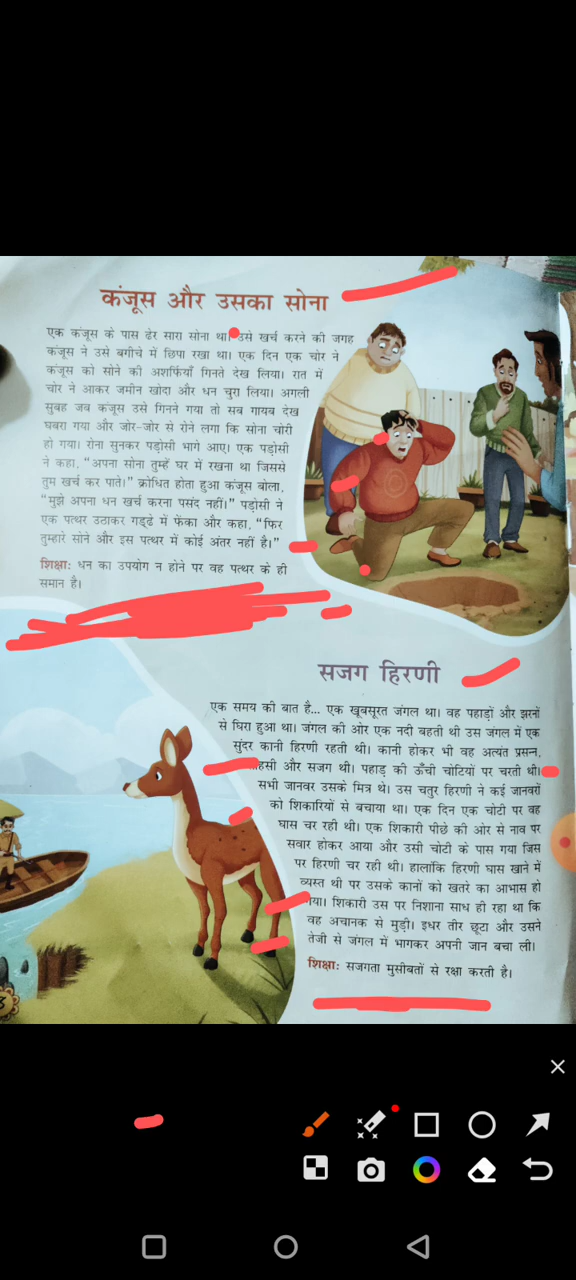 कंजूस और उसका सोना
एक कंजूस के पास ढेर सारा सोना था। उसे खर्च करने की जगह
कंजूस ने उसे बगीचे में छिपा रखा था। एक दिन एक चोर ने
कंजूस को सोने की अशर्फियाँ गिनते देख लिया। रात में
चोर ने आकर जमीन खोदा और धन चुरा लिया। अगली
सुबह जब कंजूस उसे गिनने गया तो सब गायब देख
घबरा गया और जोर-जोर से रोने लगा कि सोना चोरी
हो गया। रोना सुनकर पड़ोसी भागे आए। एक पड़ोसी
ने कहा, “अपना सोना तुम्हें घर में रखना था जिससे
तुम खर्च कर पाते।” क्रोधित होता हुआ कंजूस बोला,
“मुझे अपना धन खर्च करना पसंद नहीं।” पड़ोसी ने
एक पत्थर उठाकर गड्ढे में फेंका और कहा, “फिर
तुम्हारे सोने और इस पत्थर में कोई अंतर नहीं है।”
शिक्षा: धन का उपयोग न होने पर वह पत्थर के ही
समान है।
सजग हिरणी
एक समय की बात है... एक खूबसूरत जंगल था। वह पहाड़ों और झरनों
से घिरा हुआ था। जंगल की ओर एक नदी बहती थी उस जंगल में एक
सुंदर कानी हिरणी रहती थी। कानी होकर भी वह अत्यंत प्रसन्न,
और सजग थी। पहाड़ की ऊँची चोटियों पर चरती थी।
सभी जानवर उसके मित्र थे। उस चतुर हिरणी ने कई जानवरों
को शिकारियों से बचाया था। एक दिन एक चोटी पर वह
घास चर रही थी। एक शिकारी पीछे की ओर से नाव पर
सवार होकर आया और उसी चोटी के पास गया जिस
पर हिरणी चर रही थी। हालांकि हिरणी घास खाने में
व्यस्त थी पर उसके कानों को खतरे का आभास हो
गया। शिकारी उस पर निशाना साध ही रहा था कि
वह अचानक से मुड़ी। इधर तीर छूटा और उसने
तेजी से जंगल में भागकर अपनी जान बचा ली।
शिक्षा: सजगता मुसीबतों से रक्षा करती है।